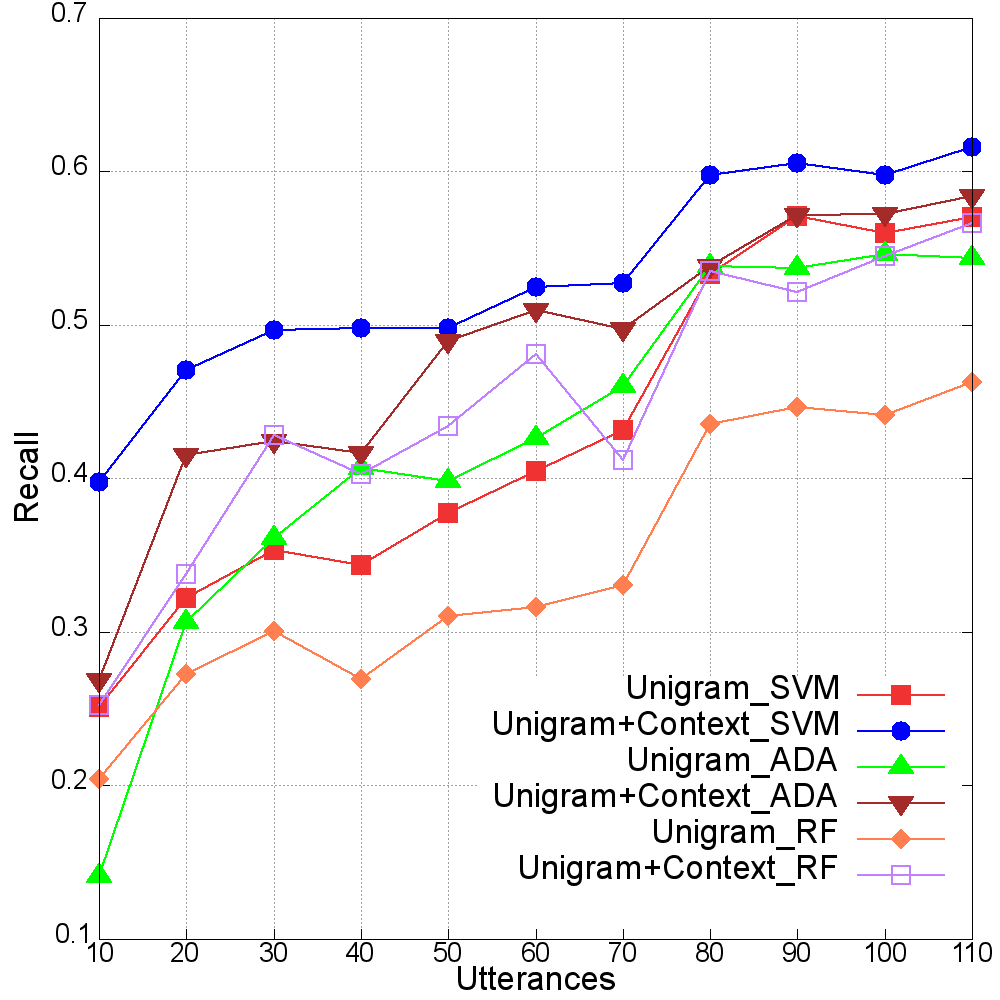 0.7
0.6
0.5
0.4
0.3
0.2
0.1
Recall
Unigram_SVM
Unigram+Context_SVM
Unigram_ADA
Unigram+Context_ADA
Unigram_RF
Unigram+Context_RF
10 20 30 40 50 60 70 80 90 100 110
Utterances